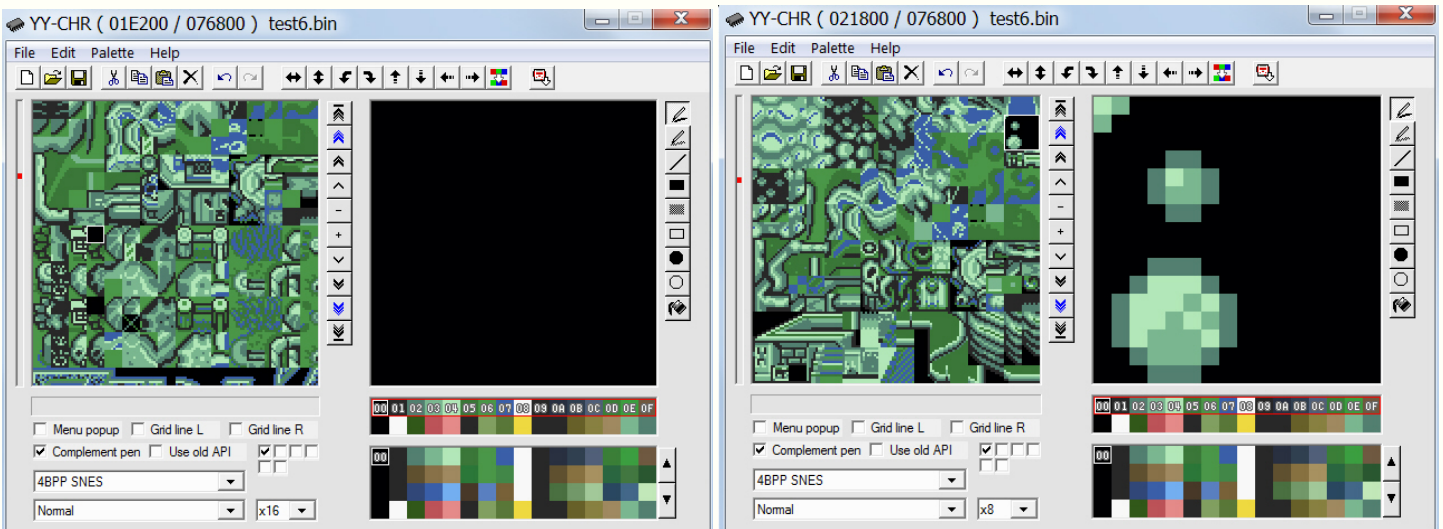 YY-CHR ( 01E200 / 076800 ) test6.bin
File Edit Palette Help
00 01 02 03 04 05 06 07 08 09 0A 0B 0C 0D 0E 0F
Menu popup Grid line L Grid line R
Complement pen Use old API
00
4BPP SNES
Normal x16
YY-CHR ( 021800 / 076800 ) test6.bin
File Edit Palette Help
00 01 02 03 04 05 06 07 08 09 0A 0B 0C 0D 0E 0F
Menu popup Grid line L Grid line R
Complement pen Use old API
00
4BPP SNES
Normal x8